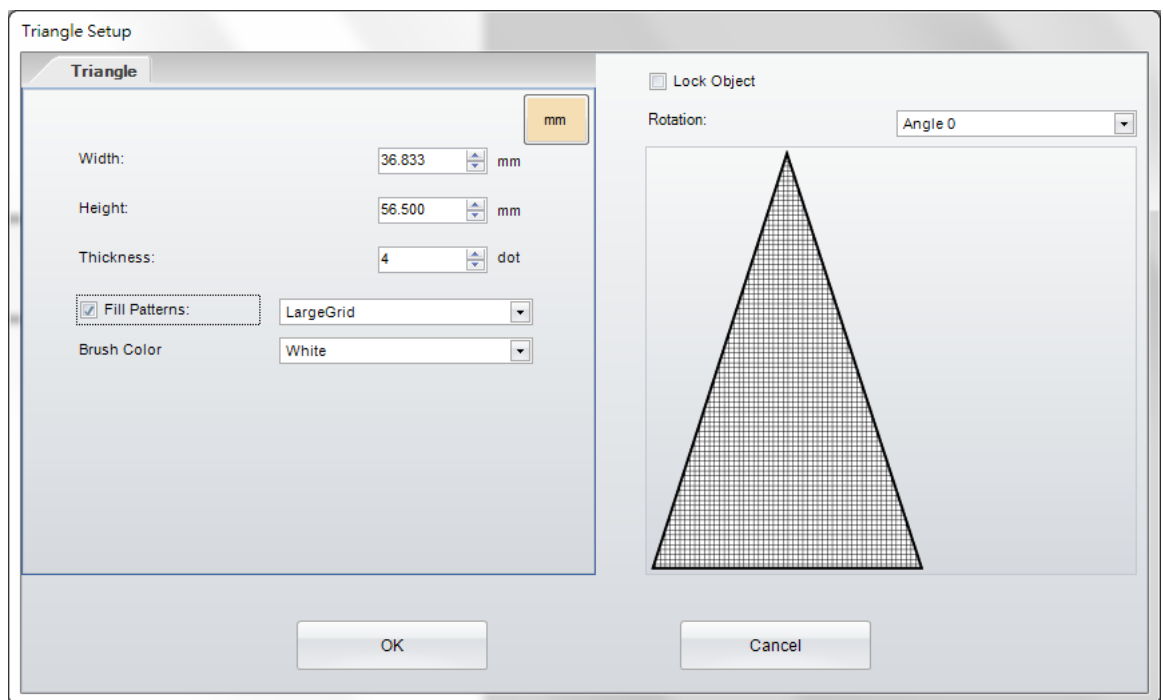 Triangle Setup
Triangle
mm
Width: 36.833 mm
Height: 56.500 mm
Thickness: 4 dot
Fill Patterns: LargeGrid
Brush Color White
Lock Object
Rotation: Angle 0
OK Cancel